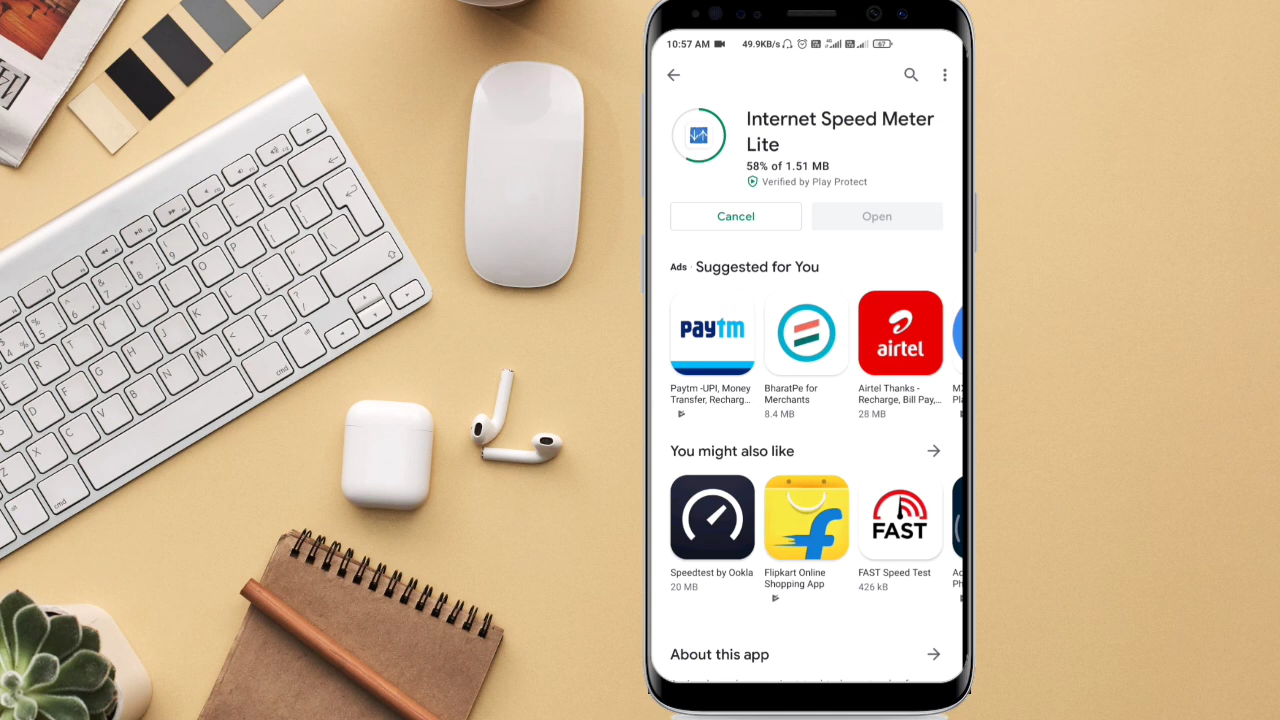 10:57 AM 49.9KB/s 67
Internet Speed Meter
Lite
58% of 1.51 MB
Verified by Play Protect
Cancel Open
Ads · Suggested for You
paytm
airtel
Paytm -UPI, Money
Transfer, Recharg...
BharatPe for
Merchants
8.4 MB
Airtel Thanks -
Recharge, Bill Pay,...
28 MB
You might also like
FAST
Speedtest by Ookla
20 MB
Flipkart Online
Shopping App
FAST Speed Test
426 kB
About this app
cmd
cmd